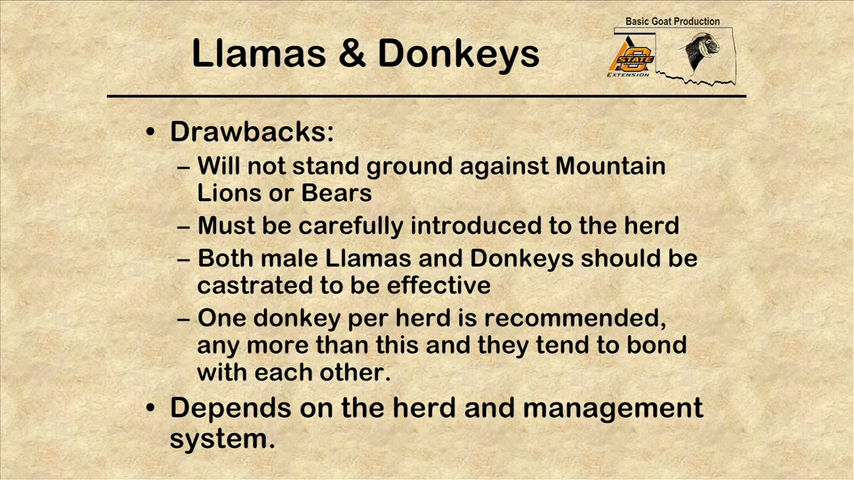 Basic Goat Production
Llamas & Donkeys
OSTATE
EXTENSION
• Drawbacks:
– Will not stand ground against Mountain
Lions or Bears
– Must be carefully introduced to the herd
– Both male Llamas and Donkeys should be
castrated to be effective
– One donkey per herd is recommended,
any more than this and they tend to bond
with each other.
• Depends on the herd and management
system.